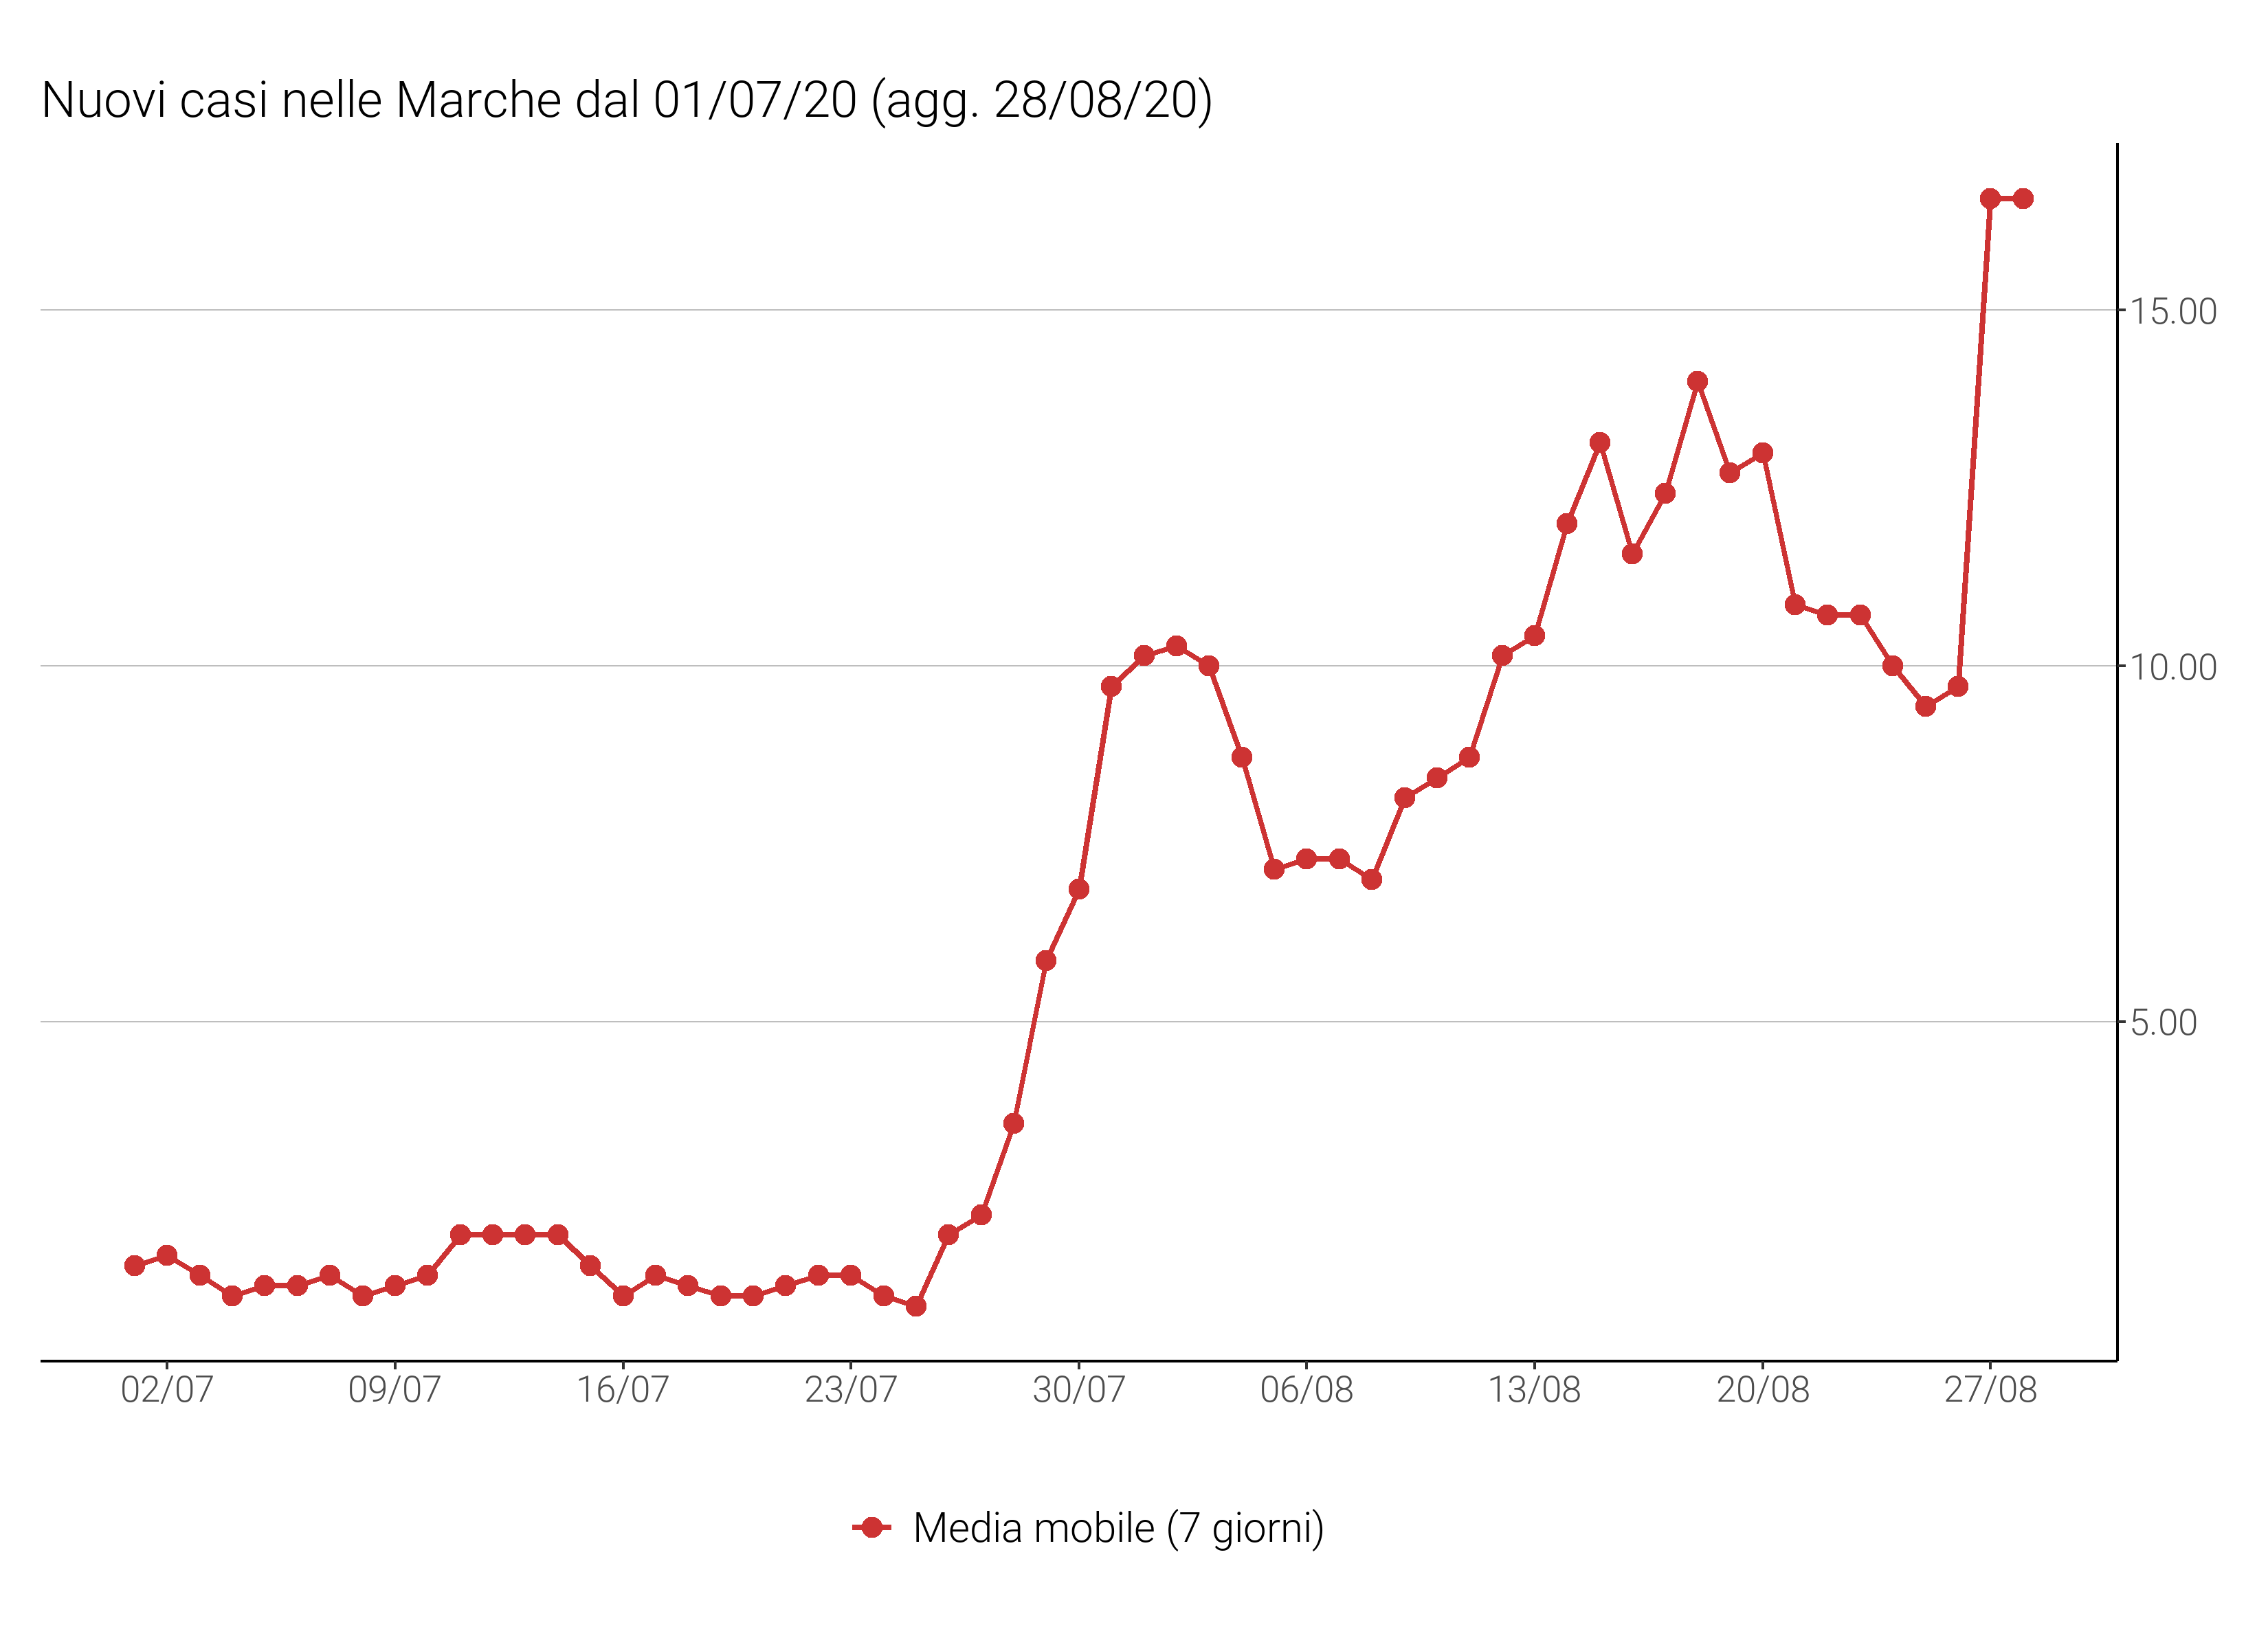 Nuovi casi nelle Marche dal 01/07/20 (agg. 28/08/20)
15.00
10.00
5.00
02/07 09/07 16/07 23/07 30/07 06/08 13/08 20/08 27/08
Media mobile (7 giorni)